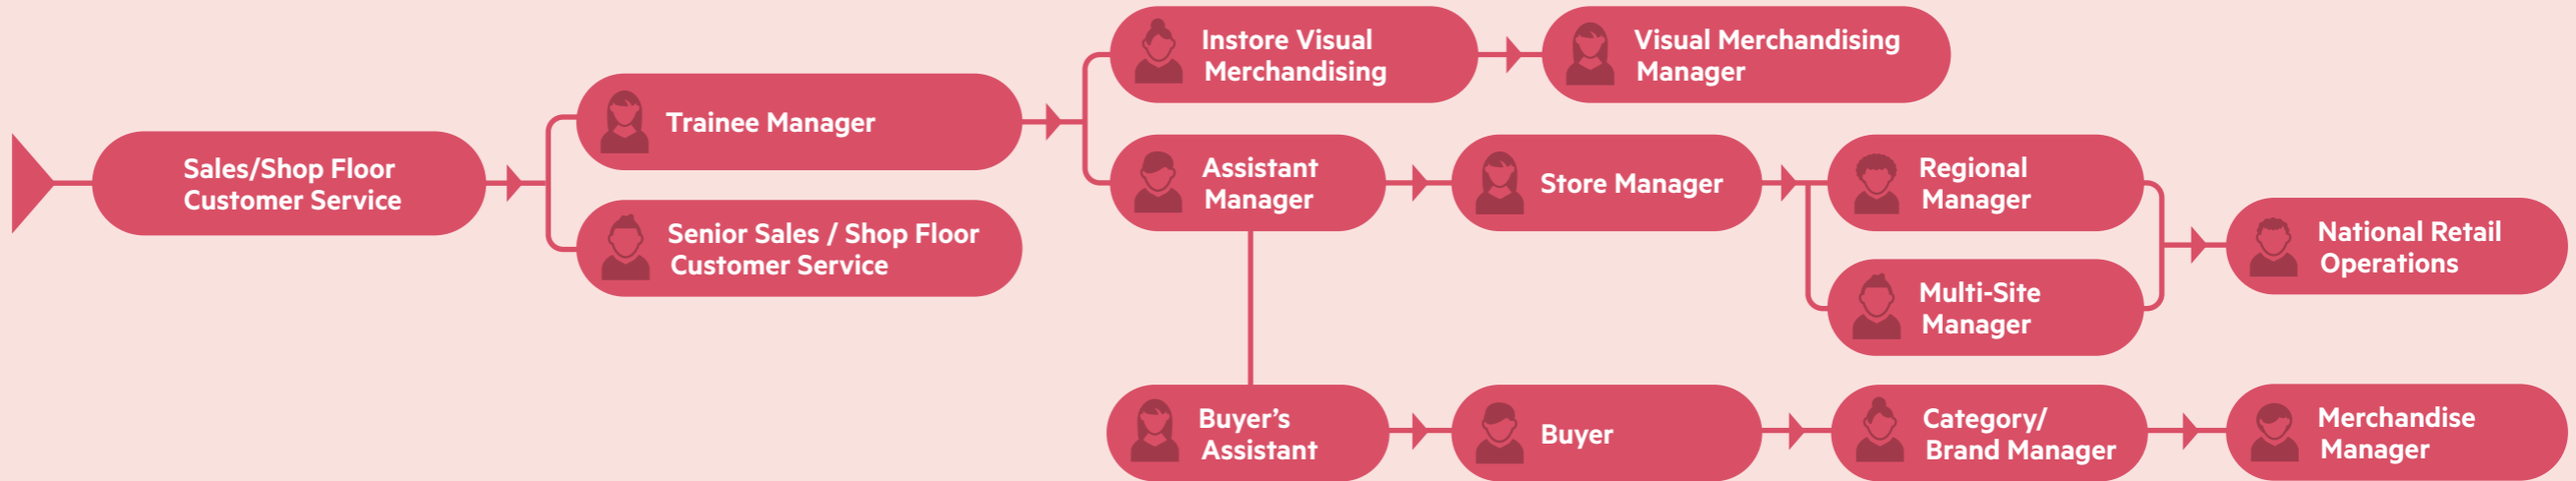 Sales/Shop Floor
Customer Service
Trainee Manager
Senior Sales / Shop Floor
Customer Service
Instore Visual
Merchandising
Visual Merchandising
Manager
Assistant
Manager
Store Manager
Regional
Manager
Multi-Site
Manager
National Retail
Operations
Buyer’s
Assistant
Buyer
Category/
Brand Manager
Merchandise
Manager